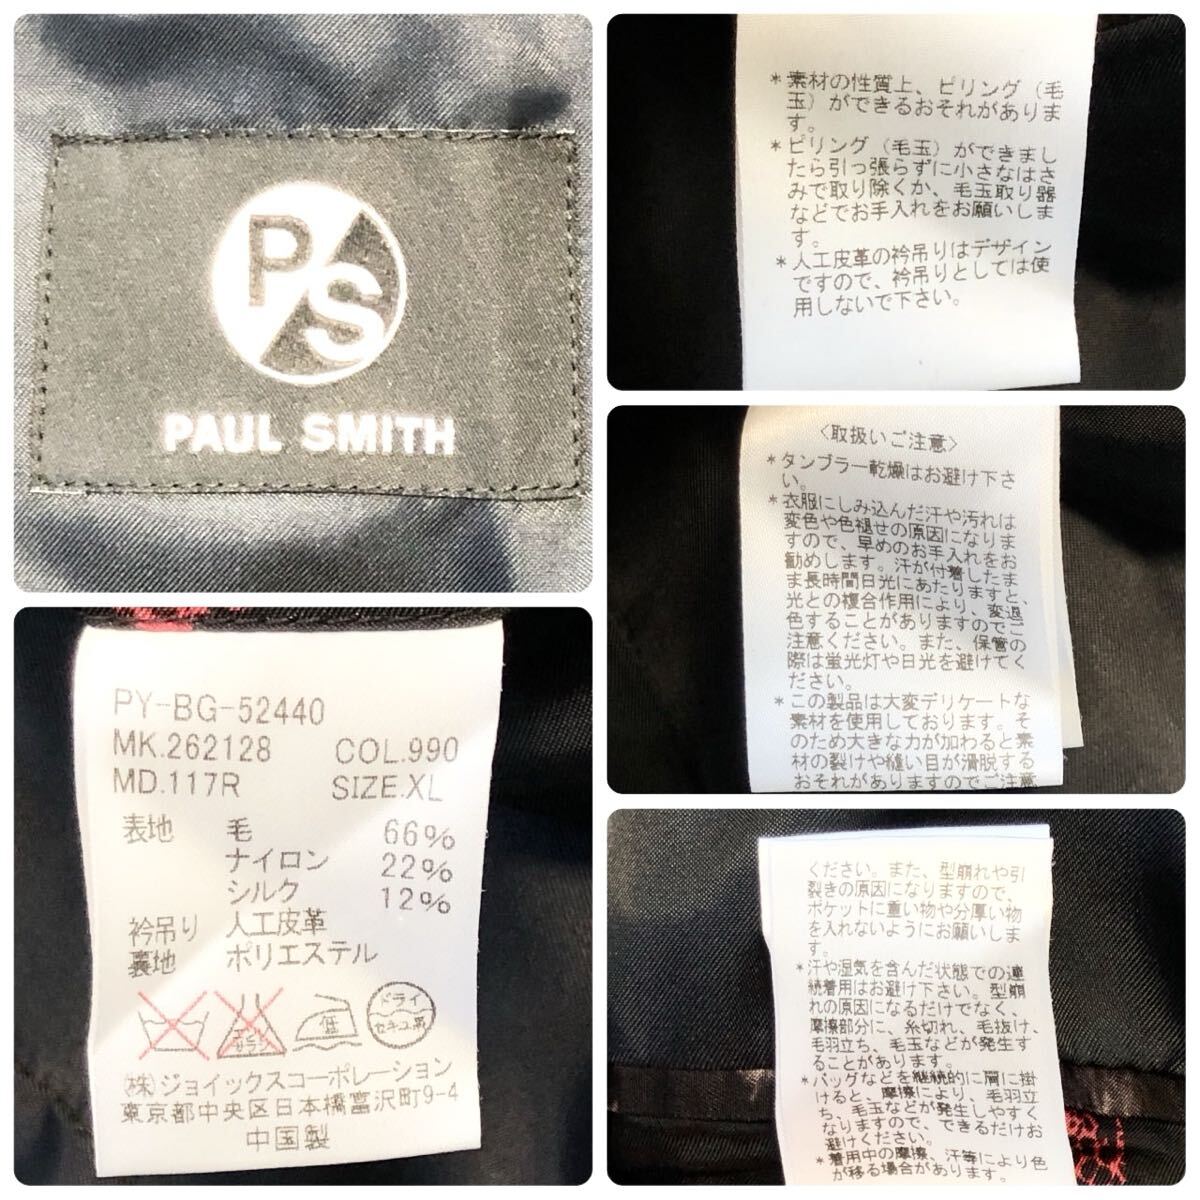 PS
PAUL SMITH
PY-BG-52440
MK.262128 COL.990
MD.117R SIZE.XL
表地 毛 66%
ナイロン 22%
シルク 12%
衿吊り 人工皮革
裏地 ポリエステル
エンソ
サラシ
低
ドライ
セキユ系
㈱ジョイックスコーポレーション
東京都中央区日本橋富沢町9-4
中国製
*素材の性質上、ピリング(毛
玉)ができるおそれがありま
す。
*ピリング(毛玉)ができまし
たら引っ張らずに小さなはさ
みで取り除くか、毛玉取り器
などでお手入れをお願いしま
す。
*人工皮革の衿吊りはデザイン
ですので、衿吊りとしては使
用しないで下さい。
〈取扱いご注意〉
*タンブラー乾燥はお避け下さ
い。
*衣服にしみ込んだ汗や汚れは
変色や色褪せの原因になりま
すので、早めのお手入れをお
勧めします。汗が付着したま
ま長時間日光にあたりますと、
光との複合作用により、変退
色することがありますのでご
注意ください。また、保管の
際は蛍光灯や日光を避けてく
ださい。
*この製品は大変デリケートな
素材を使用しております。そ
のため大きな力が加わると素
材の裂けや縫い目が滑脱する
おそれがありますのでご注意
ください。また、型崩れや引
裂きの原因になりますので、
ポケットに重い物や分厚い物
を入れないようにお願いしま
す。
*汗や湿気を含んだ状態での連
続着用はお避け下さい。型崩
れの原因になるだけでなく、
摩擦部分に、糸切れ、毛抜け、
毛羽立ち、毛玉などが発生す
ることがあります。
*バッグなどを継続的に肩に掛
けると、摩擦により、毛羽立
ち、毛玉などが発生しやすく
なりますので、できるだけお
避けください。
*着用中の摩擦、汗等により色
が移る場合があります。